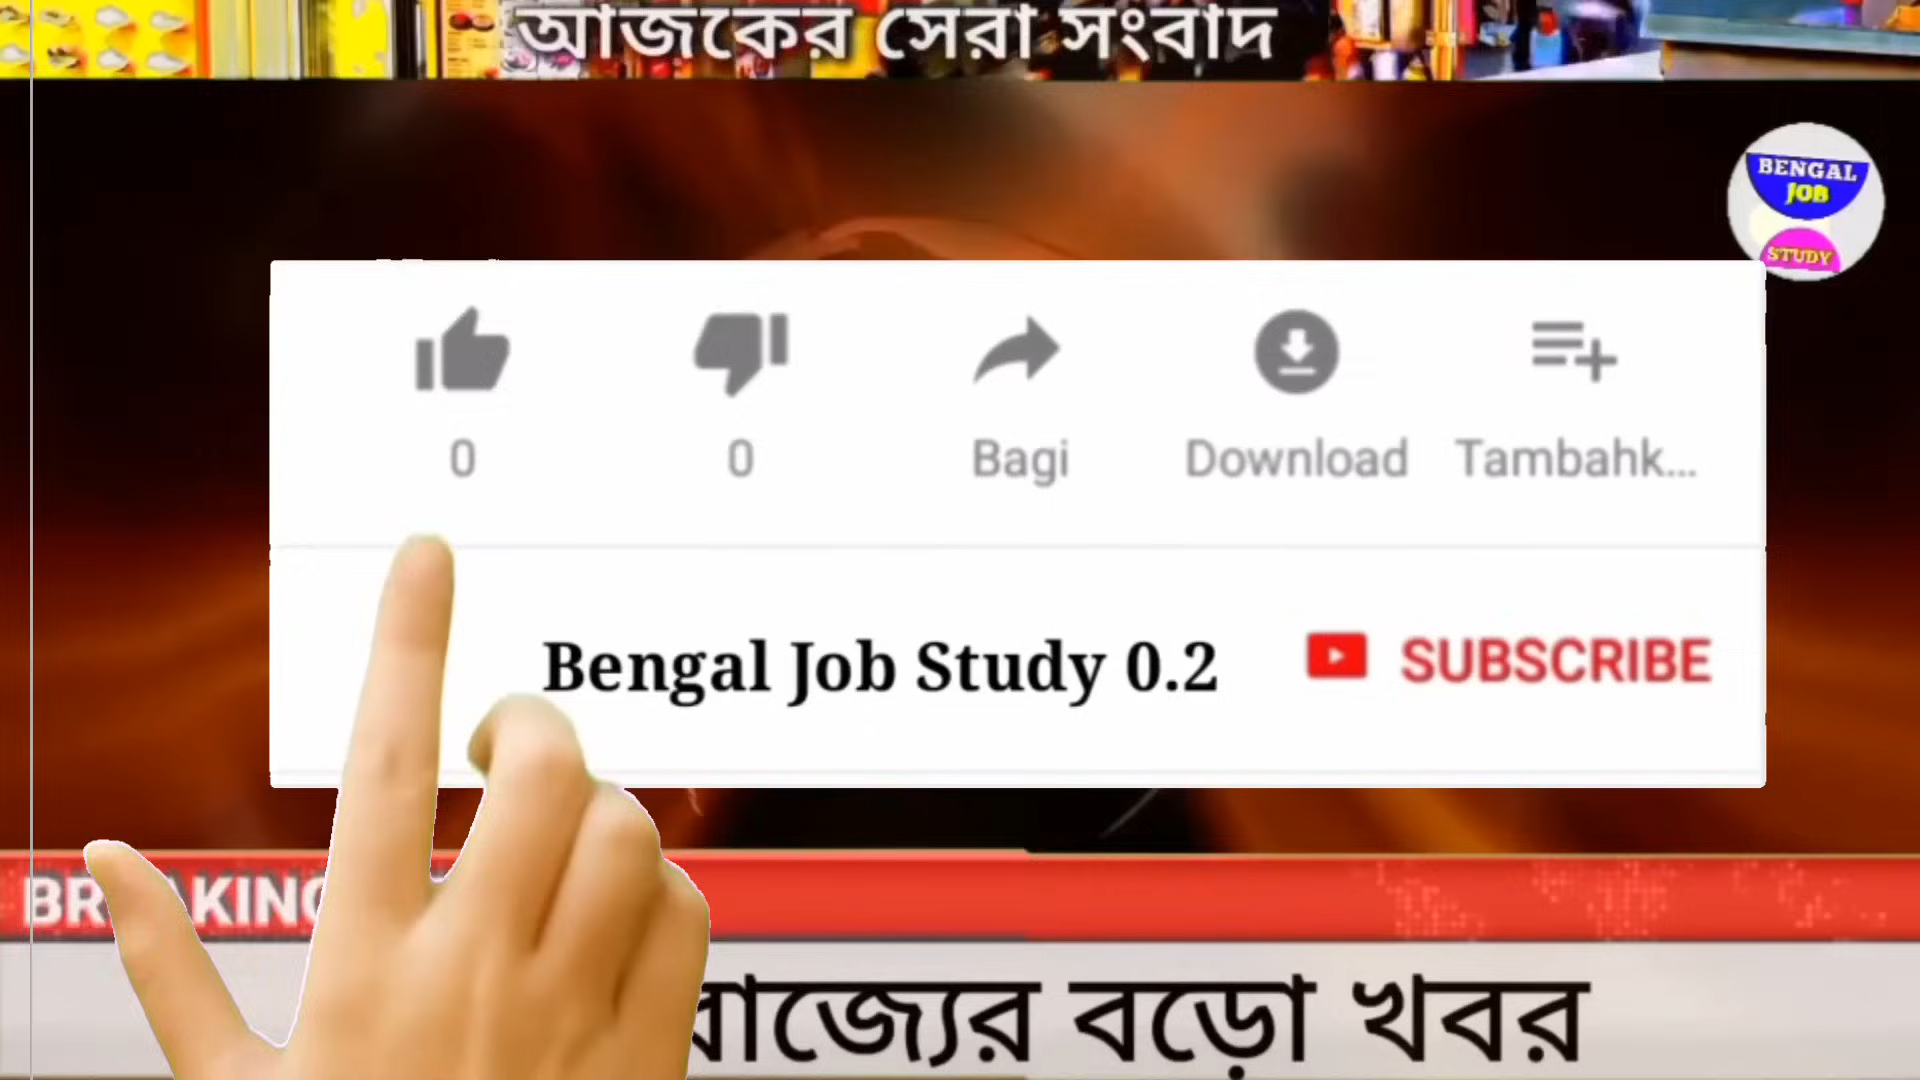 আজকের সেরা সংবাদ
BENGAL
JOB
STUDY
0 0 Bagi Download Tambahk...
Bengal Job Study 0.2 SUBSCRIBE
রাজ্যের বড়ো খবর